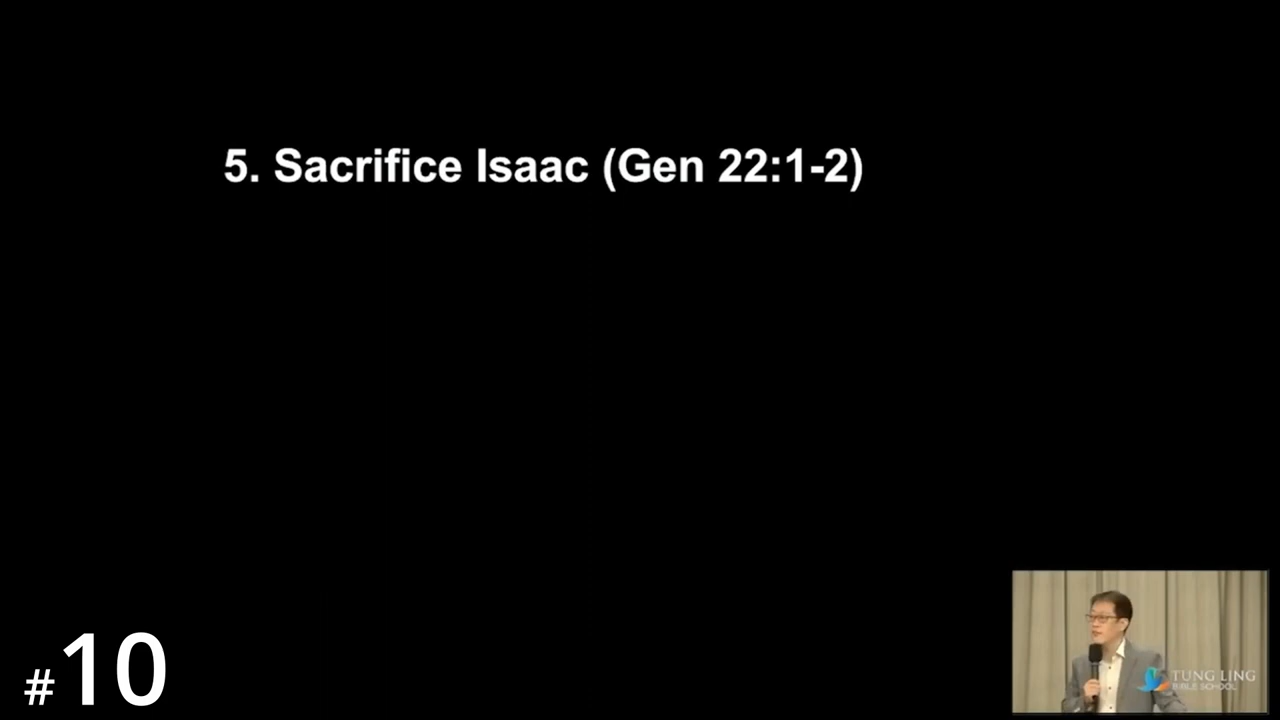 5. Sacrifice Isaac (Gen 22:1-2)
#10
TUNG LING
BIBLE SCHOOL